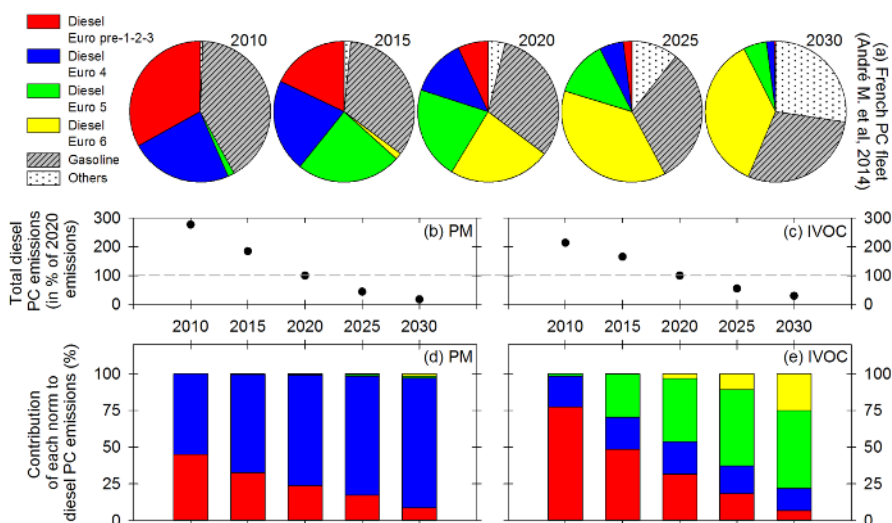 Diesel
Euro pre-1-2-3
Diesel
Euro 4
Diesel
Euro 5
Diesel
Euro 6
Gasoline
Others
2010
2015
2020
2025
2030
(a) French PC fleet
(André M. et al, 2014)
Total diesel
PC emissions
(in % of 2020
emissions)
300
200
100
0
(b) PM
(c) IVOC
300
200
100
0
2010 2015 2020 2025 2030
2010 2015 2020 2025 2030
Contribution
of each norm to
diesel PC emissions (%)
100
75
50
25
0
(d) PM
(e) IVOC
100
75
50
25
0